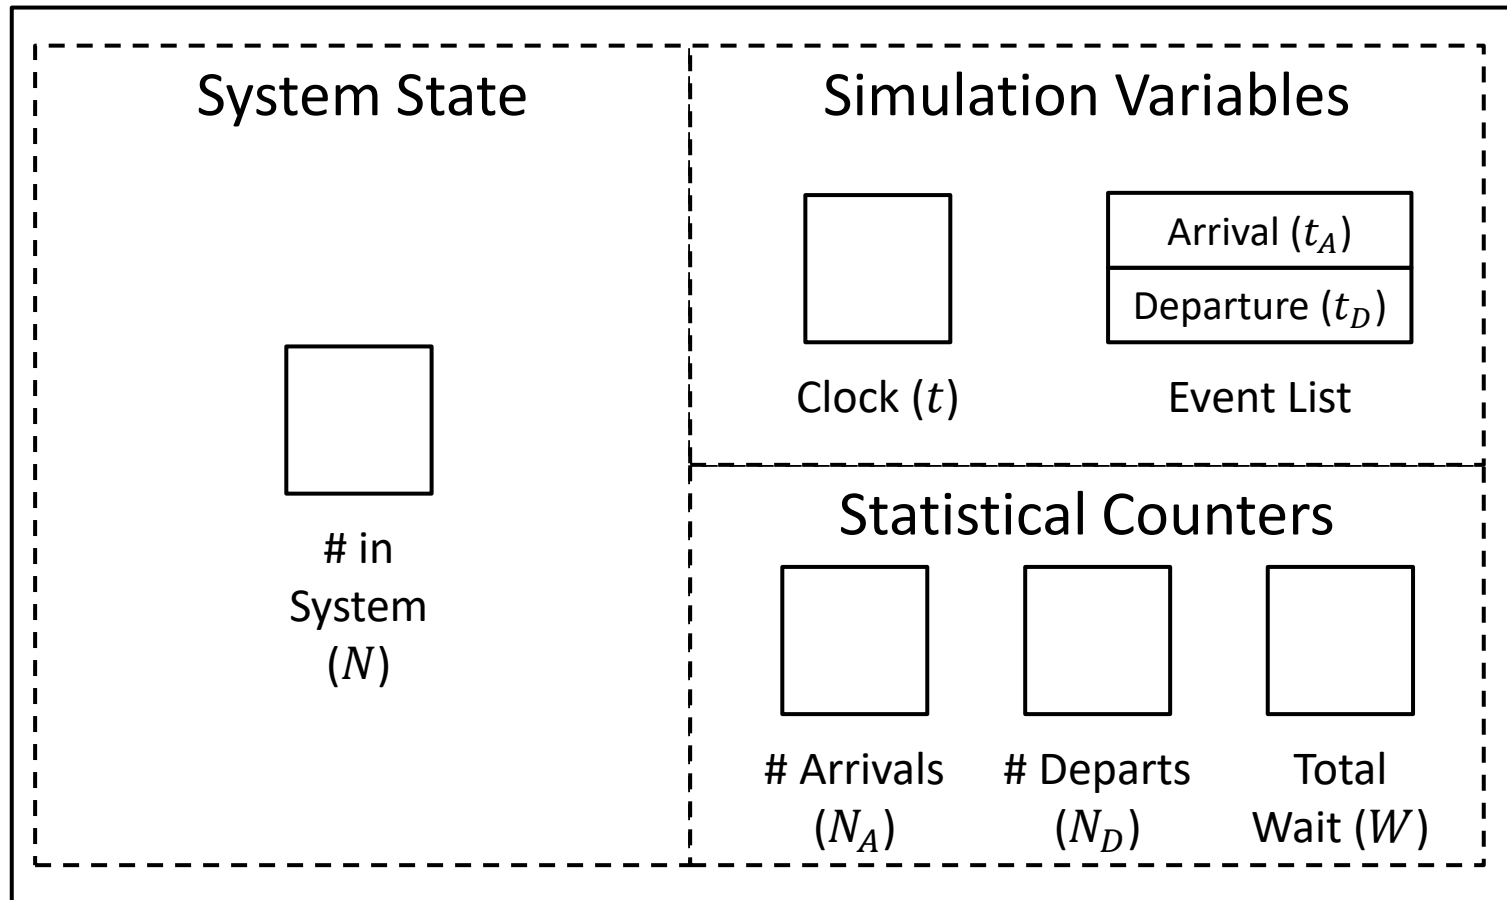 System State
# in
System
(N)
Simulation Variables
Clock (t)
Arrival (t_A)
Departure (t_D)
Event List
Statistical Counters
# Arrivals
(N_A)
# Departs
(N_D)
Total
Wait (W)